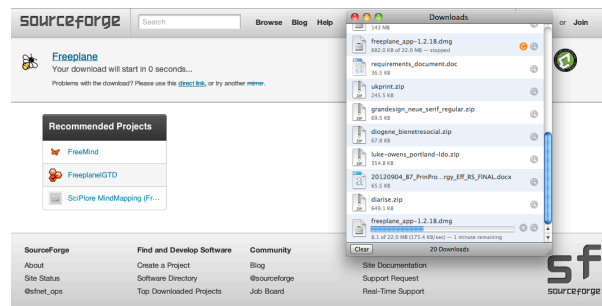 sourceforge
Search
Browse Blog Help
or Join
Freeplane
Your download will start in 0 seconds...
Problems with the download? Please use this direct link, or try another mirror.
Recommended Projects
FreeMind
FreeplaneGTD
SciPlore MindMapping (Fr...
Downloads
143 MB
freeplane_app-1.2.18.dmg
682.0 KB of 22.0 MB — stopped
requirements_document.doc
36.5 KB
ukprint.zip
245.5 KB
grandesign_neue_serif_regular.zip
69.5 KB
diogene_bienetresocial.zip
67.8 KB
luke-owens_portland-ldo.zip
354.8 KB
20120904_B7_PrinPro...rgy_Eff_RS_FINAL.docx
65.5 KB
diarise.zip
649.1 KB
freeplane_app-1.2.18.dmg
8.1 of 22.0 MB (175.4 KB/sec) — 1 minute remaining
Clear
20 Downloads
SourceForge
About
Site Status
@sfnet_ops
Find and Develop Software
Create a Project
Software Directory
Top Downloaded Projects
Community
Blog
@sourceforge
Job Board
Site Documentation
Support Request
Real-Time Support
sf
sourceforge